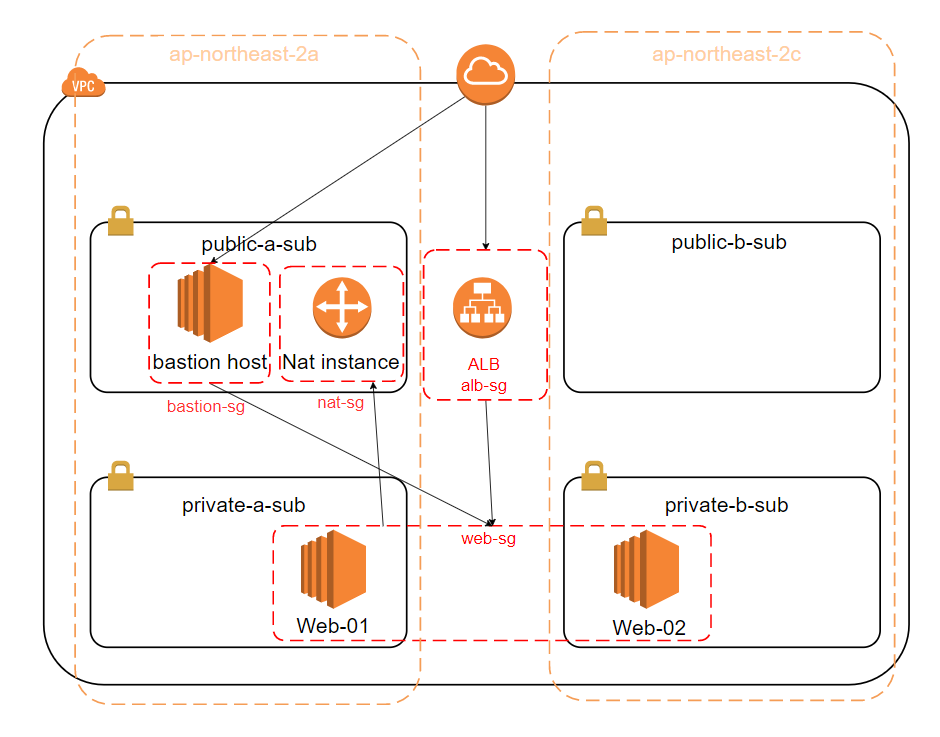 ap-northeast-2a
ap-northeast-2c
VPC
public-a-sub
public-b-sub
bastion host
Nat instance
ALB
alb-sg
bastion-sg
nat-sg
private-a-sub
private-b-sub
web-sg
Web-01
Web-02